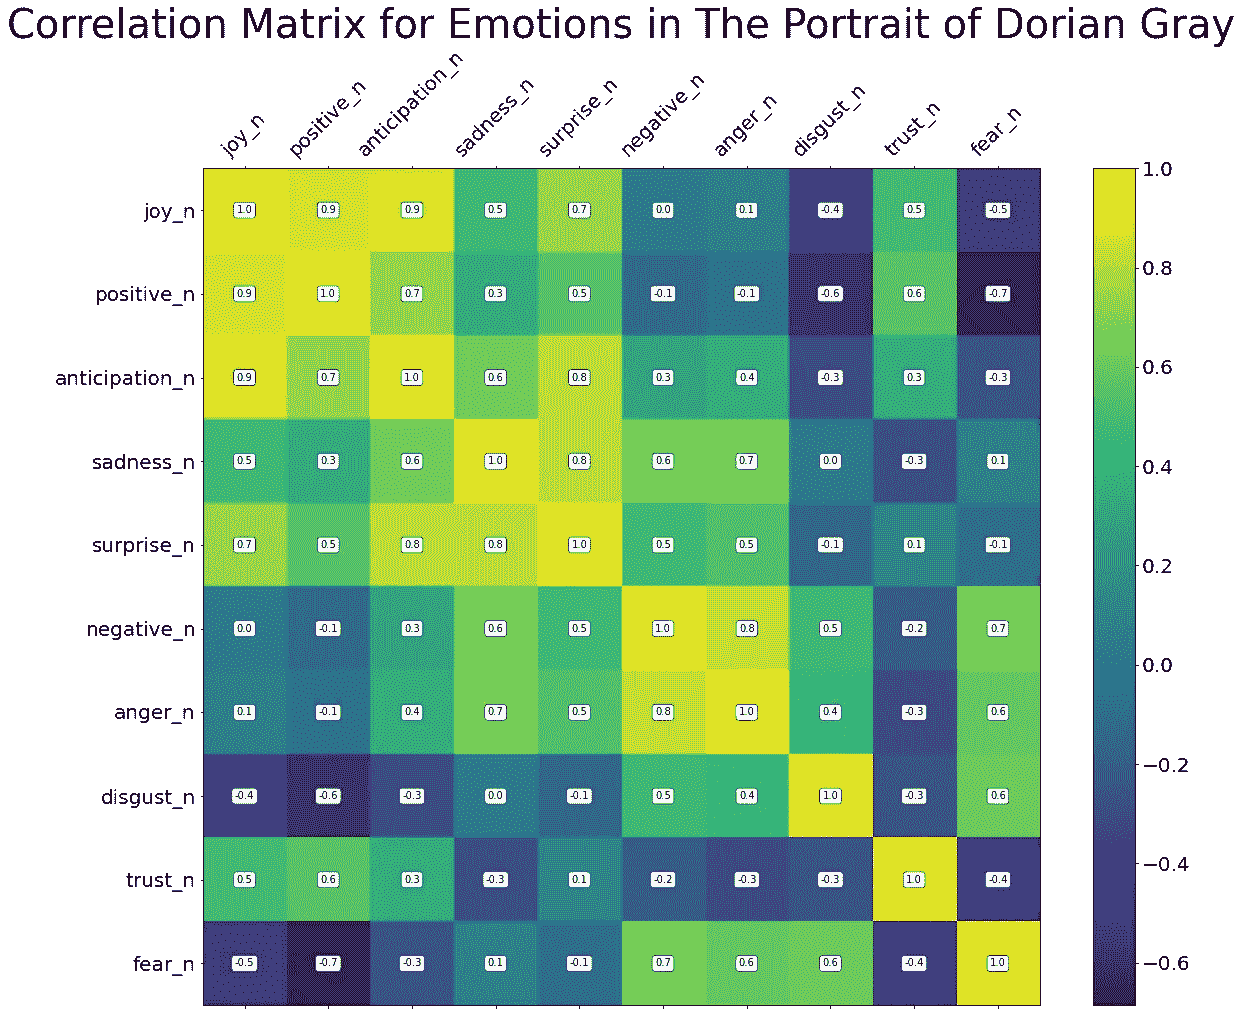 Correlation Matrix for Emotions in The Portrait of Dorian Gray
joy_n positive_n anticipation_n sadness_n surprise_n negative_n anger_n disgust_n trust_n fear_n
joy_n 1.0 0.9 0.9 0.5 0.7 0.0 0.1 -0.4 0.5 -0.5
positive_n 0.9 1.0 0.7 0.3 0.5 -0.1 -0.1 -0.6 0.6 -0.7
anticipation_n 0.9 0.7 1.0 0.6 0.8 0.3 0.4 -0.3 0.3 -0.3
sadness_n 0.5 0.3 0.6 1.0 0.8 0.6 0.7 0.0 -0.3 0.1
surprise_n 0.7 0.5 0.8 0.8 1.0 0.5 0.5 -0.1 0.1 -0.1
negative_n 0.0 -0.1 0.3 0.6 0.5 1.0 0.8 0.5 -0.2 0.7
anger_n 0.1 -0.1 0.4 0.7 0.5 0.8 1.0 0.4 -0.3 0.6
disgust_n -0.4 -0.6 -0.3 0.0 -0.1 0.5 0.4 1.0 -0.3 0.6
trust_n 0.5 0.6 0.3 -0.3 0.1 -0.2 -0.3 -0.3 1.0 -0.4
fear_n -0.5 -0.7 -0.3 0.1 -0.1 0.7 0.6 0.6 -0.4 1.0
1.0
0.8
0.6
0.4
0.2
0.0
−0.2
−0.4
−0.6